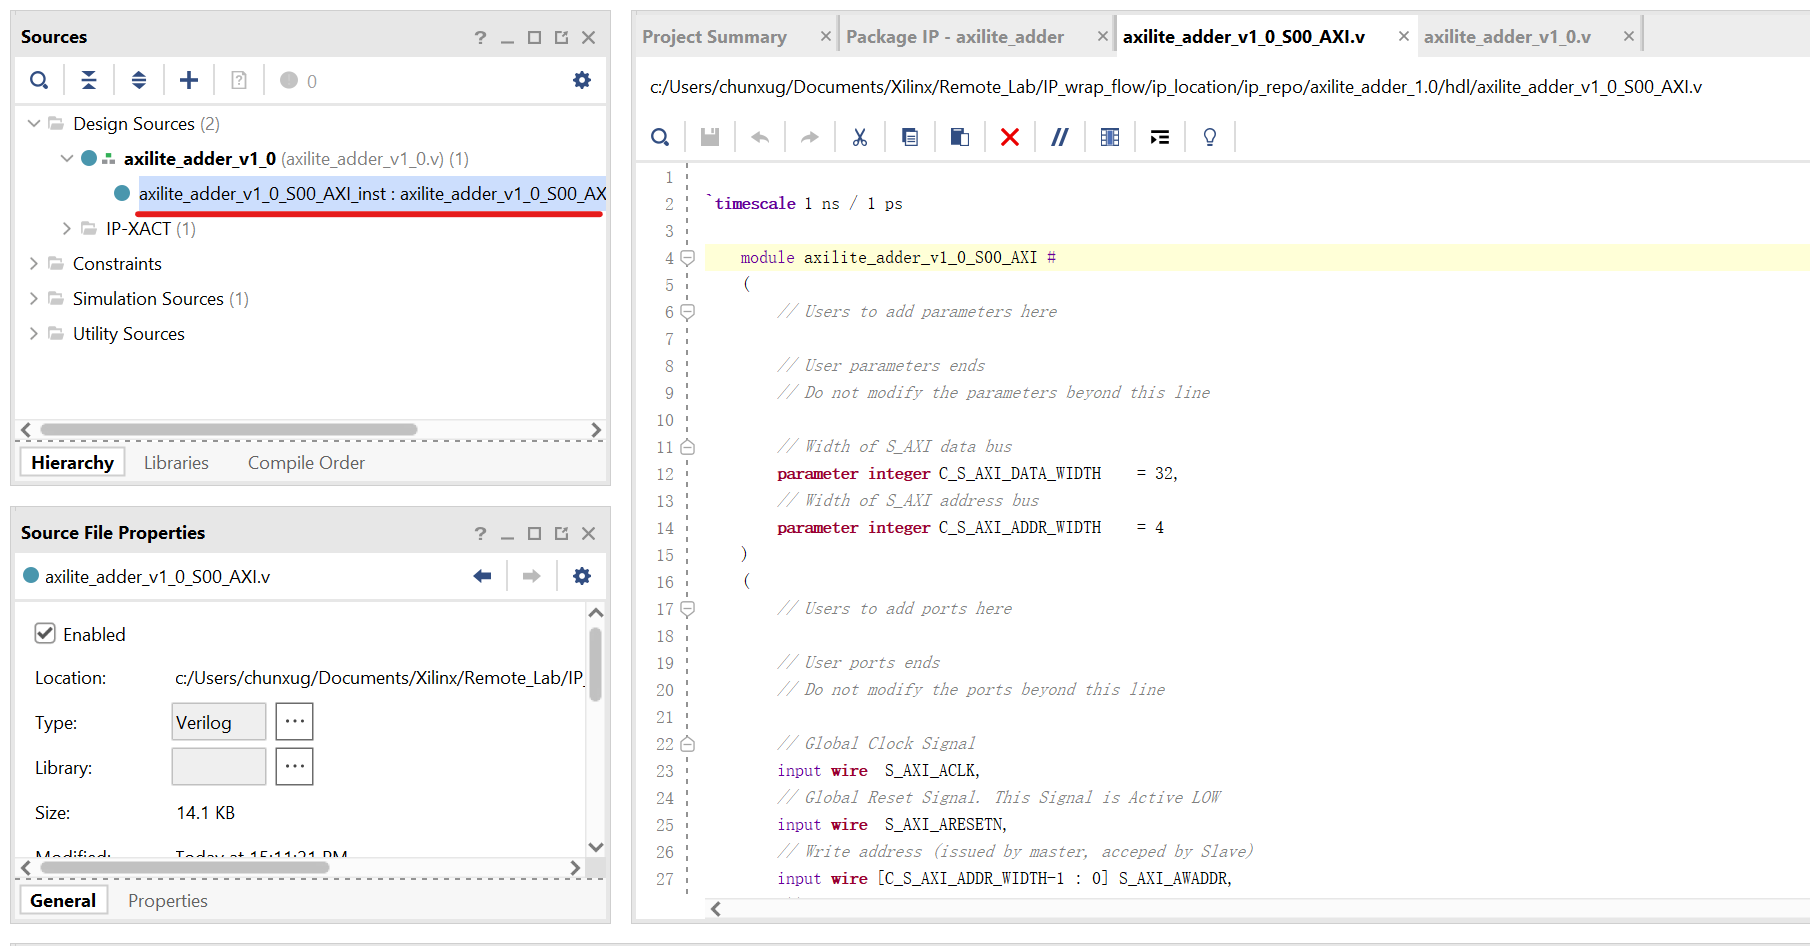 Sources
0
Design Sources (2)
axilite_adder_v1_0 (axilite_adder_v1_0.v) (1)
axilite_adder_v1_0_S00_AXI_inst : axilite_adder_v1_0_S00_AX
IP-XACT (1)
Constraints
Simulation Sources (1)
Utility Sources
Hierarchy Libraries Compile Order
Source File Properties
axilite_adder_v1_0_S00_AXI.v
Enabled
Location: c:/Users/chunxug/Documents/Xilinx/Remote_Lab/IP_
Type: Verilog ...
Library: ...
Size: 14.1 KB
Modified: Today at 15:11:21 PM
General Properties
Project Summary Package IP - axilite_adder axilite_adder_v1_0_S00_AXI.v axilite_adder_v1_0.v
c:/Users/chunxug/Documents/Xilinx/Remote_Lab/IP_wrap_flow/ip_location/ip_repo/axilite_adder_1.0/hdl/axilite_adder_v1_0_S00_AXI.v
1
2 `timescale 1 ns / 1 ps
3
4 module axilite_adder_v1_0_S00_AXI #
5 (
6 // Users to add parameters here
7
8 // User parameters ends
9 // Do not modify the parameters beyond this line
10
11 // Width of S_AXI data bus
12 parameter integer C_S_AXI_DATA_WIDTH = 32,
13 // Width of S_AXI address bus
14 parameter integer C_S_AXI_ADDR_WIDTH = 4
15 )
16 (
17 // Users to add ports here
18
19 // User ports ends
20 // Do not modify the ports beyond this line
21
22 // Global Clock Signal
23 input wire S_AXI_ACLK,
24 // Global Reset Signal. This Signal is Active LOW
25 input wire S_AXI_ARESETN,
26 // Write address (issued by master, acceped by Slave)
27 input wire [C_S_AXI_ADDR_WIDTH-1 : 0] S_AXI_AWADDR,